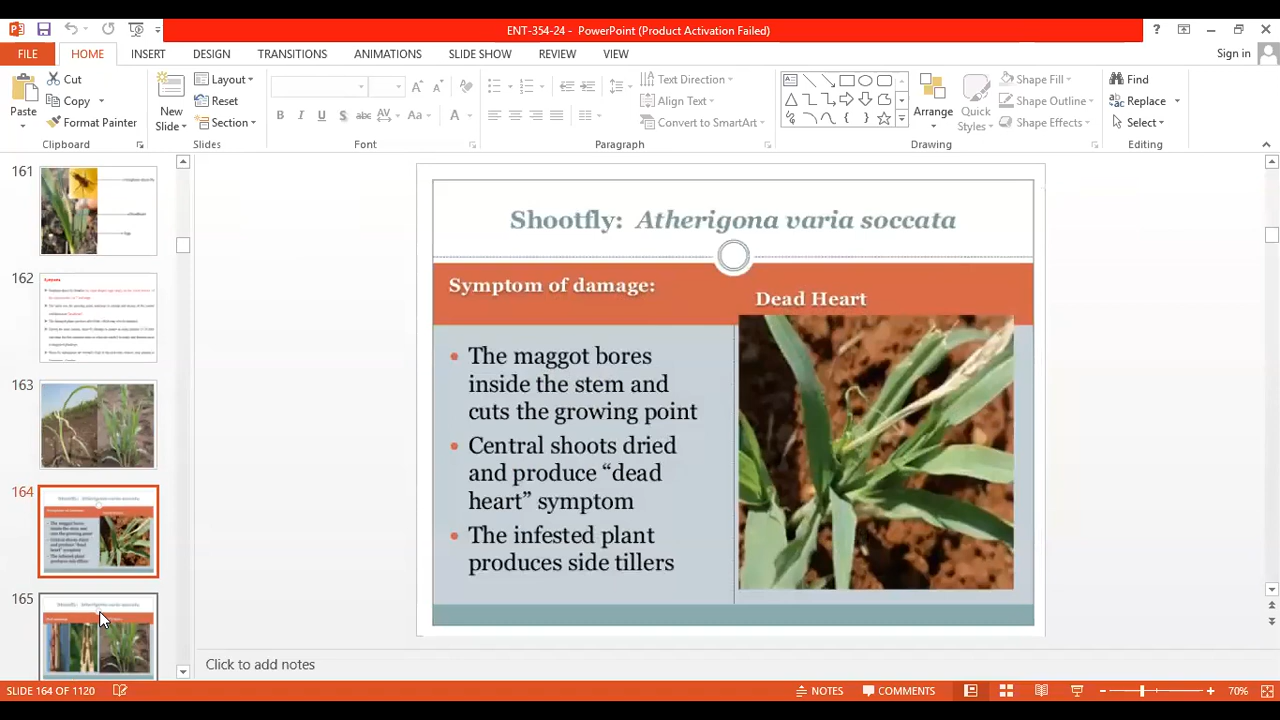 ENT-354-24 - PowerPoint (Product Activation Failed)
?
FILE
HOME
INSERT
DESIGN
TRANSITIONS
ANIMATIONS
SLIDE SHOW
REVIEW
VIEW
Sign in
Paste
Cut
Copy
Format Painter
Clipboard
New
Slide
Layout
Reset
Section
Slides
B I U S abc AV Aa A
Font
Text Direction
Align Text
Convert to SmartArt
Paragraph
Arrange
Quick
Styles
Shape Fill
Shape Outline
Shape Effects
Drawing
Find
Replace
Select
Editing
161
162
163
164
165
Shootfly: Atherigona varia soccata
Symptom of damage:
Dead Heart
• The maggot bores
inside the stem and
cuts the growing point
• Central shoots dried
and produce “dead
heart” symptom
• The infested plant
produces side tillers
Click to add notes
SLIDE 164 OF 1120
NOTES
COMMENTS
70%